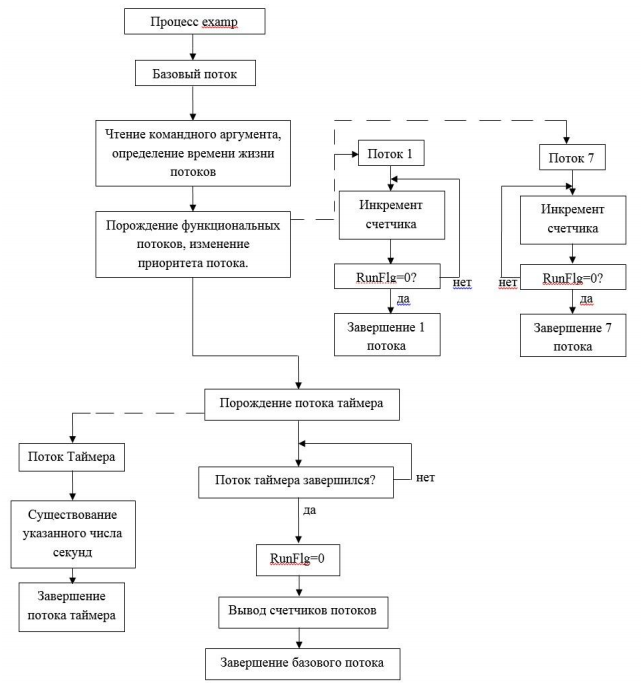 Процесс examp
Базовый поток
Чтение командного аргумента,
определение времени жизни
потоков
Порождение функциональных
потоков, изменение
приоритета потока.
Поток 1
Инкремент
счетчика
RunFlg=0?
нет
да
Завершение 1
потока
Поток 7
Инкремент
счетчика
RunFlg=0?
нет
да
Завершение 7
потока
Порождение потока таймера
Поток Таймера
Существование
указанного числа
секунд
Завершение
потока таймера
Поток таймера завершился?
нет
да
RunFlg=0
Вывод счетчиков потоков
Завершение базового потока